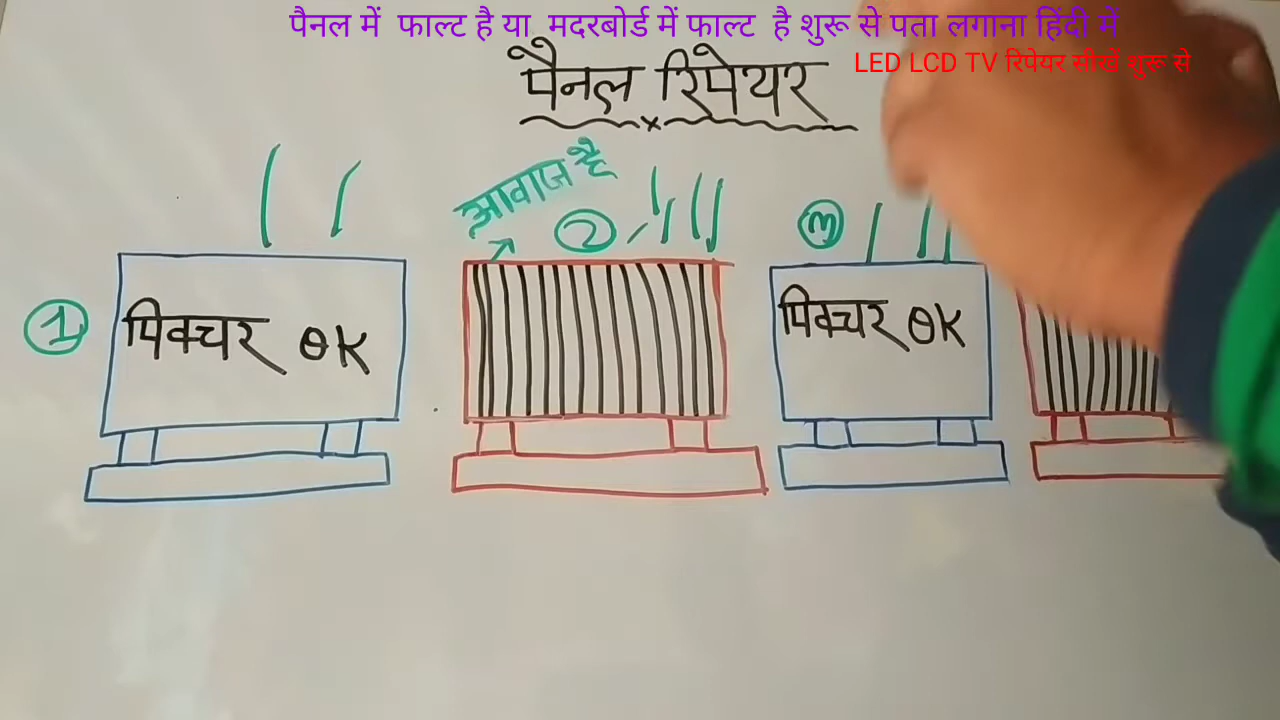 पैनल में फाल्ट है या मदरबोर्ड में फाल्ट है शुरू से पता लगाना हिंदी में
LED LCD TV रिपेयर सीखें शुरू से
पैनल रिपेयर
आवाज है
1
2
3
पिक्चर OK
पिक्चर OK